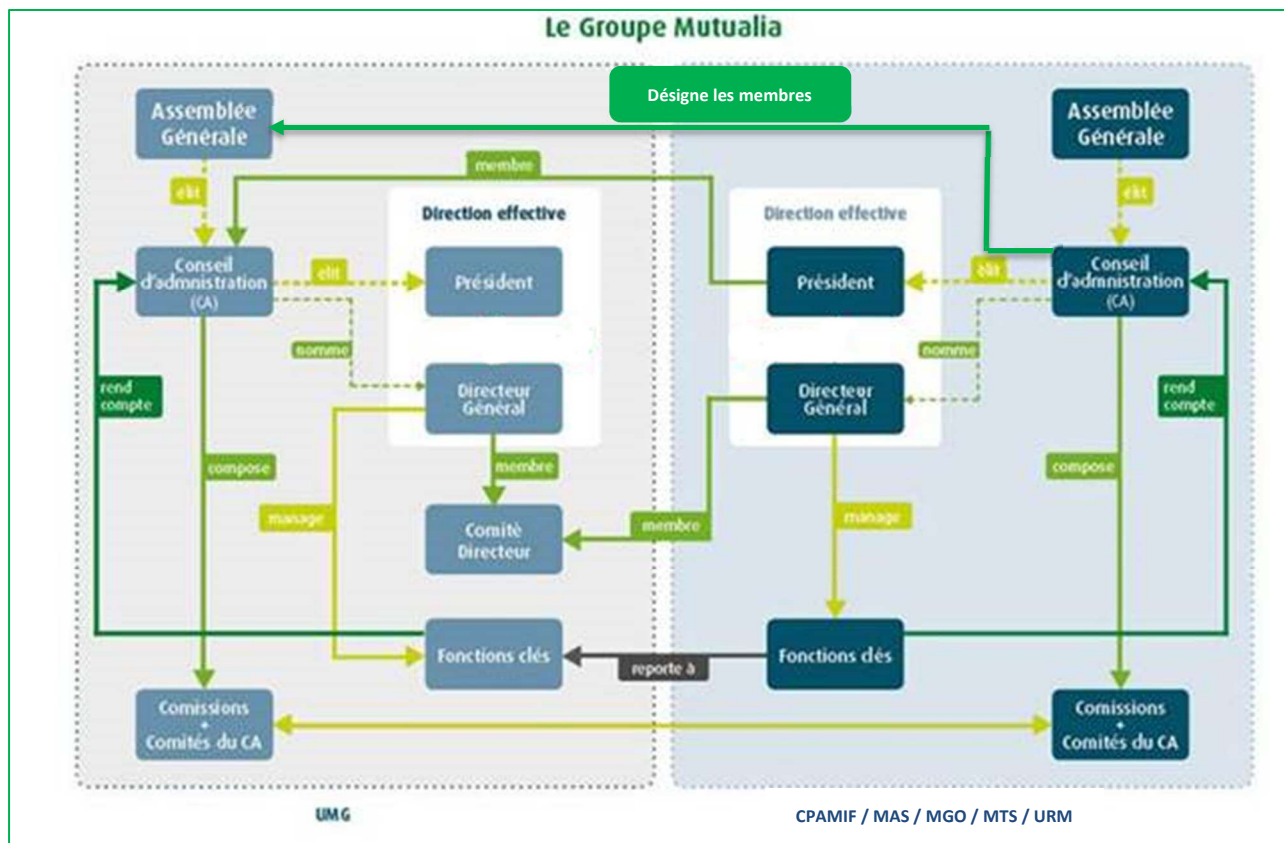 Le Groupe Mutualia
Désigne les membres
Assemblée
Générale
élit
membre
Direction effective
Conseil
d'admnistration
(CA)
élit
Président
nomme
Directeur
Général
rend
compte
compose
membre
manage
Comité
Directeur
Fonctions clés
Comissions
+
Comités du CA
UMG
Assemblée
Générale
élit
Direction effective
Président
élit
Conseil
d'admnistration
(CA)
nomme
Directeur
Général
rend
compte
compose
membre
manage
reporte à
Fonctions clés
Comissions
+
Comités du CA
CPAMIF / MAS / MGO / MTS / URM